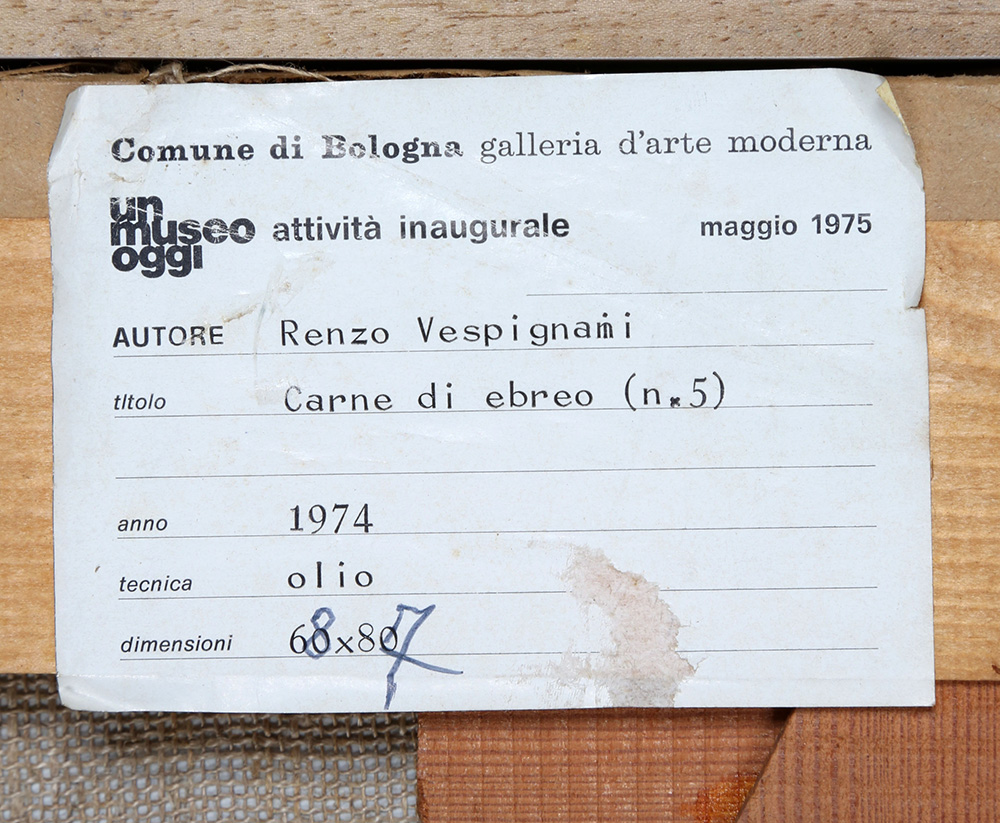 Comune di Bologna galleria d'arte moderna
un
museo
oggi
attività inaugurale maggio 1975
AUTORE Renzo Vespignani
titolo Carne di ebreo (n.5)
anno 1974
tecnica olio
dimensioni 68x87